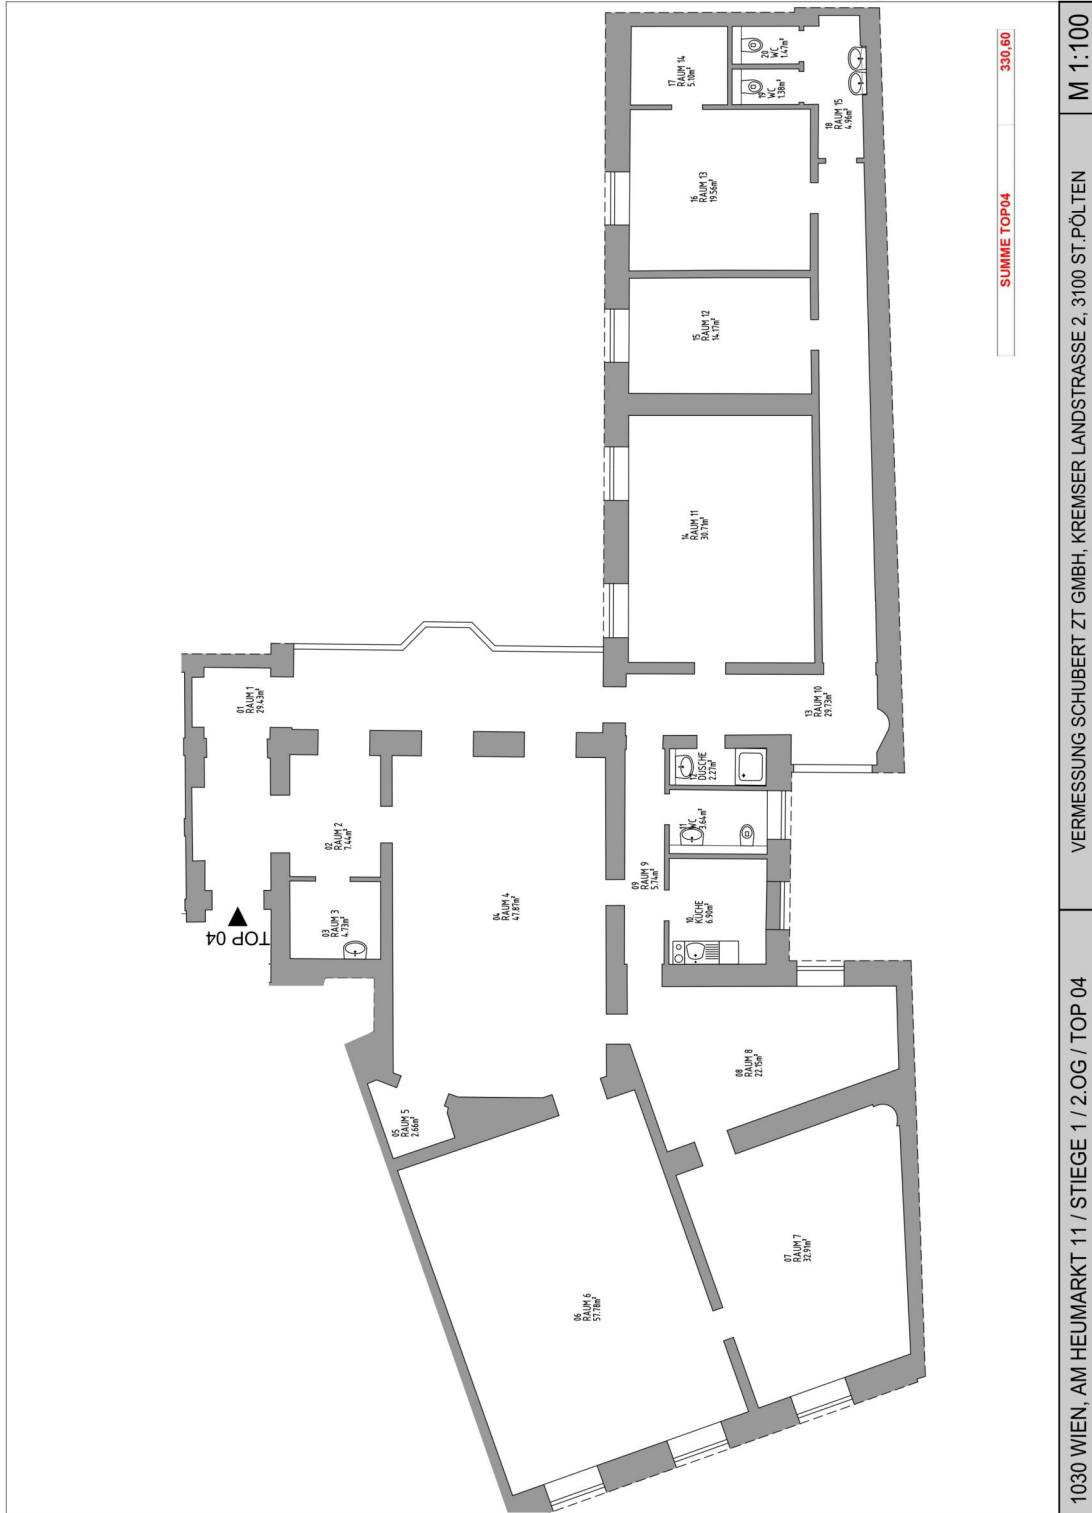 TOP 04
01
RAUM 1
29.43m²
02
RAUM 2
7.44m²
03
RAUM 3
4.73m²
04
RAUM 4
47.87m²
05
RAUM 5
2.66m²
06
RAUM 6
57.78m²
07
RAUM 7
32.91m²
08
RAUM 8
22.15m²
09
RAUM 9
5.74m²
10
KÜCHE
6.90m²
11
WC
3.64m²
12
DUSCHE
2.27m²
13
RAUM 10
29.73m²
14
RAUM 11
30.71m²
15
RAUM 12
14.17m²
16
RAUM 13
19.56m²
17
RAUM 14
5.10m²
18
RAUM 15
4.96m²
19
WC
1.38m²
20
WC
1.47m²
SUMME TOP04 330,60
1030 WIEN, AM HEUMARKT 11 / STIEGE 1 / 2.OG / TOP 04
VERMESSUNG SCHUBERT ZT GMBH, KREMSER LANDSTRASSE 2, 3100 ST.PÖLTEN
M 1:100